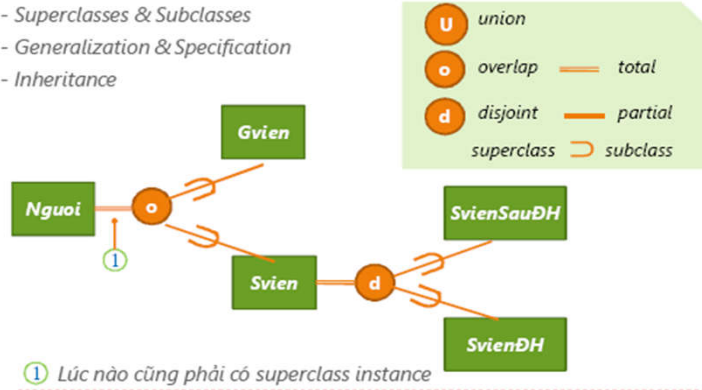 - Superclasses & Subclasses
- Generalization & Specification
- Inheritance
U union
o overlap total
d disjoint partial
superclass subclass
Gvien
Nguoi
o
1
SvienSauĐH
Svien
d
SvienĐH
1 Lúc nào cũng phải có superclass instance